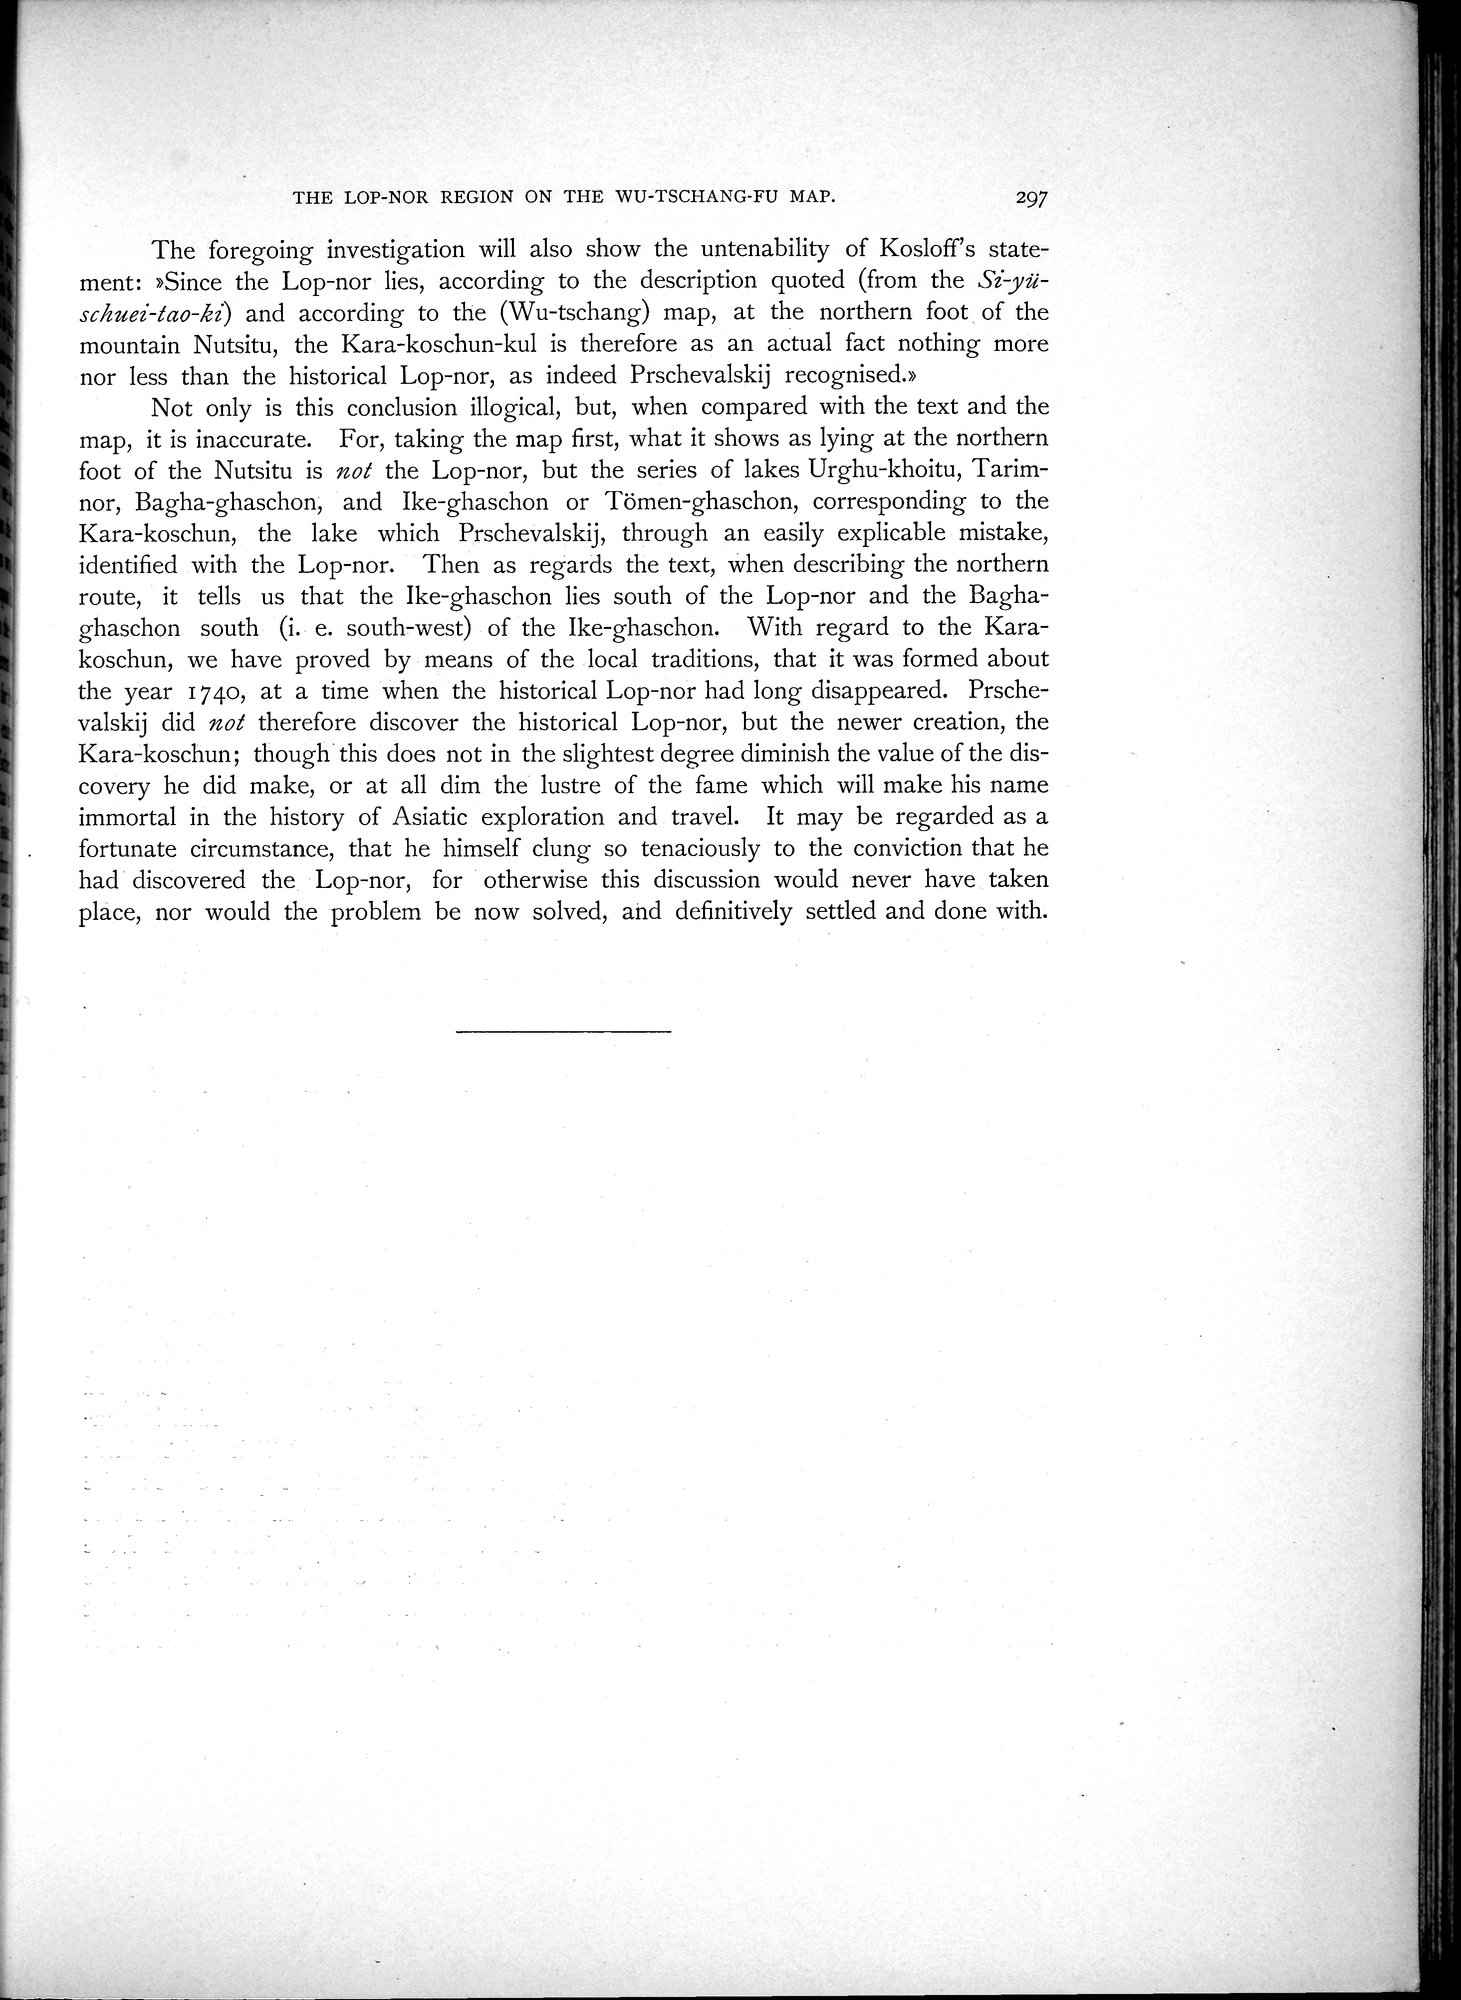 THE LOP-NOR REGION ON THE WU-TSCHANG-FU MAP. 297
The foregoing investigation will also show the untenability of Kosloff's state-
ment: »Since the Lop-nor lies, according to the description quoted (from the Si-yü-
schuei-tao-ki) and according to the (Wu-tschang) map, at the northern foot of the
mountain Nutsitu, the Kara-koschun-kul is therefore as an actual fact nothing more
nor less than the historical Lop-nor, as indeed Prschevalskij recognised.»
Not only is this conclusion illogical, but, when compared with the text and the
map, it is inaccurate. For, taking the map first, what it shows as lying at the northern
foot of the Nutsitu is not the Lop-nor, but the series of lakes Urghu-khoitu, Tarim-
nor, Bagha-ghaschon, and Ike-ghaschon or Tömen-ghaschon, corresponding to the
Kara-koschun, the lake which Prschevalskij, through an easily explicable mistake,
identified with the Lop-nor. Then as regards the text, when describing the northern
route, it tells us that the Ike-ghaschon lies south of the Lop-nor and the Bagha-
ghaschon south (i. e. south-west) of the Ike-ghaschon. With regard to the Kara-
koschun, we have proved by means of the local traditions, that it was formed about
the year 1740, at a time when the historical Lop-nor had long disappeared. Prsche-
valskij did not therefore discover the historical Lop-nor, but the newer creation, the
Kara-koschun; though this does not in the slightest degree diminish the value of the dis-
covery he did make, or at all dim the lustre of the fame which will make his name
immortal in the history of Asiatic exploration and travel. It may be regarded as a
fortunate circumstance, that he himself clung so tenaciously to the conviction that he
had discovered the Lop-nor, for otherwise this discussion would never have taken
place, nor would the problem be now solved, and definitively settled and done with.